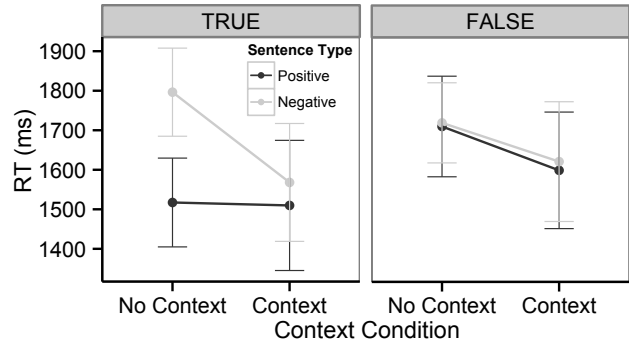 TRUE
FALSE
RT (ms)
1900
1800
1700
1600
1500
1400
Sentence Type
Positive
Negative
No Context
Context
No Context
Context
Context Condition